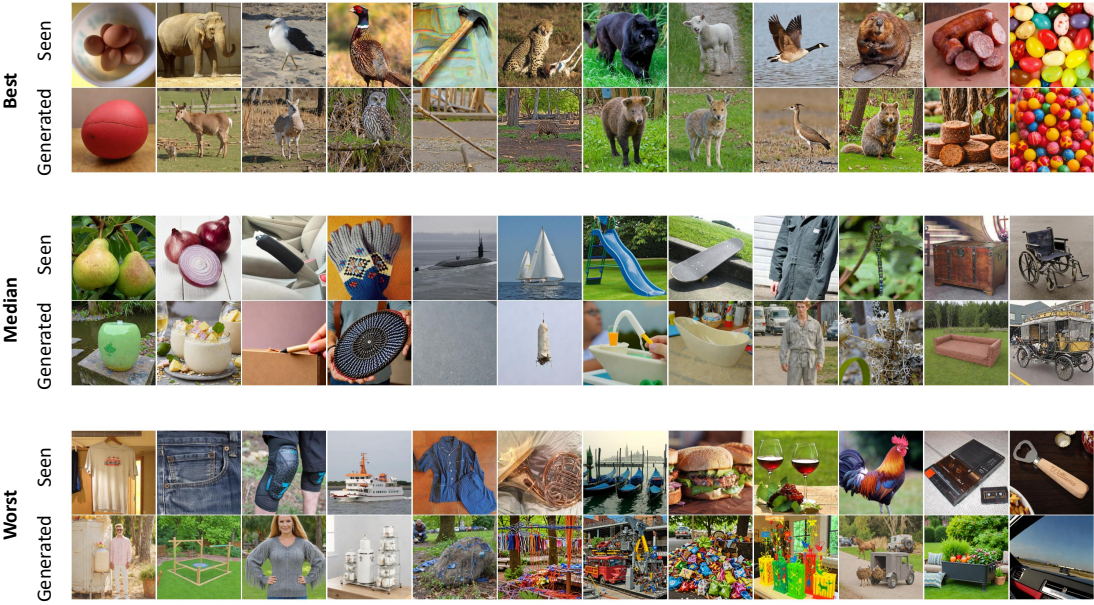 Best
Seen
Generated
Median
Seen
Generated
Worst
Seen
Generated